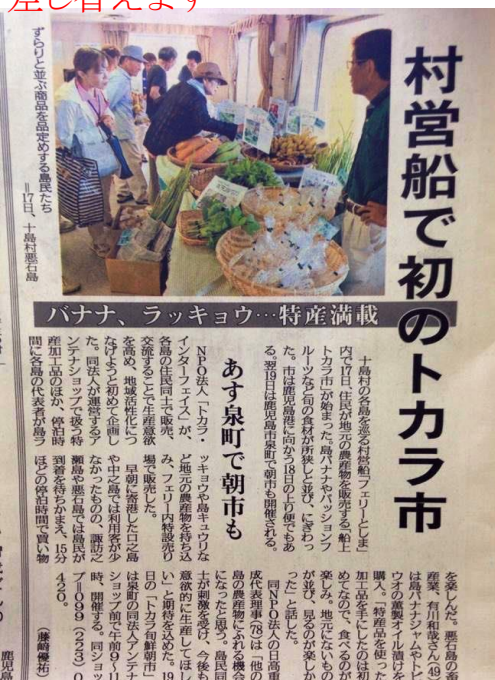 差し替えます
村営船で初のトカラ市
バナナ、ラッキョウ…特産満載
ずらりと並ぶ商品を品定めする島民たち
=17日、十島村悪石島
十島村の各島を巡る村営船「フェリーとしま」
内で17日、住民が地元の農産物を販売する「船上
トカラ市」が始まった。島バナナやパッションフ
ルーツなど旬の食材が所狭しと並び、にぎわっ
た。市は鹿児島港に向かう18日の上り便でもあ
る。翌19日は鹿児島市泉町で朝市も開催される。
あす泉町で朝市も
NPO法人「トカラ・
インターフェイス」が、
各島の住民同士で販売、
交流することで生産意欲
を高め、地域活性化につ
なげようと初めて企画し
た。同法人が運営するア
ンテナショップで扱う特
産加工品のほか、停泊時
間に各島の代表者が島ラ
ッキョウや島キュウリな
ど地元の農産物を持ち込
み、フェリー内特設売り
場で販売した。
早朝に寄港した口之島
や中之島では利用客が少
なかったものの、諏訪之
瀬島や悪石島では島民が
到着を待ちかまえ、15分
ほどの停泊時間で買い物
を楽しんだ。悪石島の畜
産業、有川和哉さん(49)
は島バナナジャムやトビ
ウオの薫製オイル漬けを
購入。「特産品を使った
加工品を手にしたのは初
めてなので、食べるのが
楽しみ。地元にないもの
が並び、見るのが楽しか
った」と話した。
同NPO法人の日高重
成代表理事(78)は「他の
島の農産物にふれる機会
になったと思う。島民同
士が刺激を受け、今後も
意欲的に生産してほし
い」と期待を込めた。19
日の「トカラ旬鮮朝市」
は泉町の同法人アンテナ
ショップ前で午前9〜11
時、開催する。同ショッ
プ=099(223)0
420。
(藤崎優祐)
鹿児島